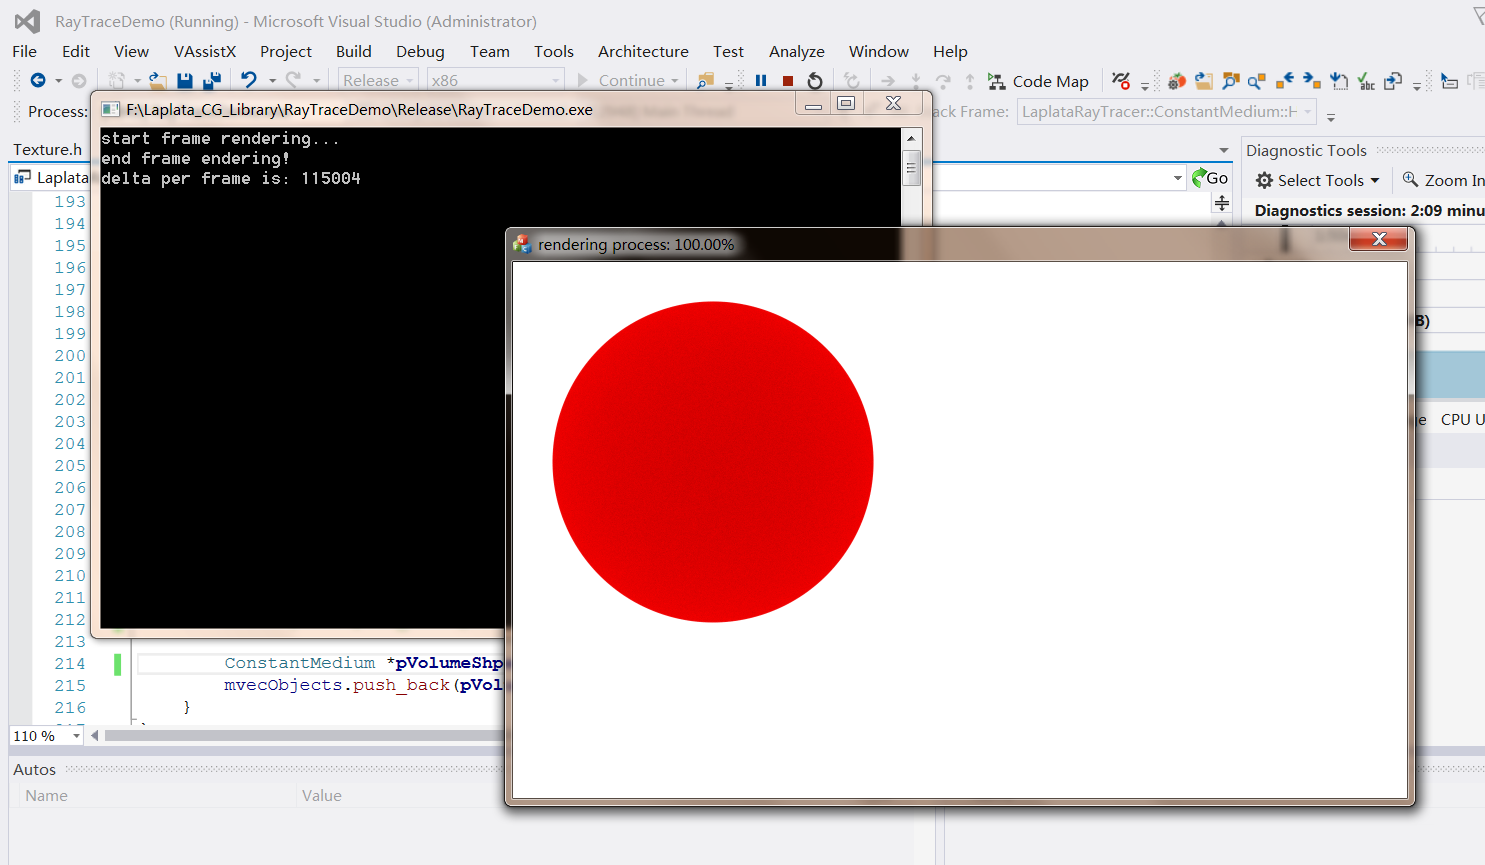 RayTraceDemo (Running) - Microsoft Visual Studio (Administrator)
File Edit View VAssistX Project Build Debug Team Tools Architecture Test Analyze Window Help
Release x86 Continue Code Map
Process:
F:\Laplata_CG_Library\RayTraceDemo\Release\RayTraceDemo.exe
Main Thread
ack Frame: LaplataRayTracer::ConstantMedium::H
start frame rendering...
end frame endering!
delta per frame is: 115004
Texture.h
Laplata
Go
Diagnostic Tools
Select Tools Zoom In
Diagnostics session: 2:09 minu
rendering process: 100.00%
B)
ge CPU U
193
194
195
196
197
198
199
200
201
202
203
204
205
206
207
208
209
210
211
212
213
214 ConstantMedium *pVolumeShp
215 mvecObjects.push_back(pVol
216 }
110 %
Autos
Name Value